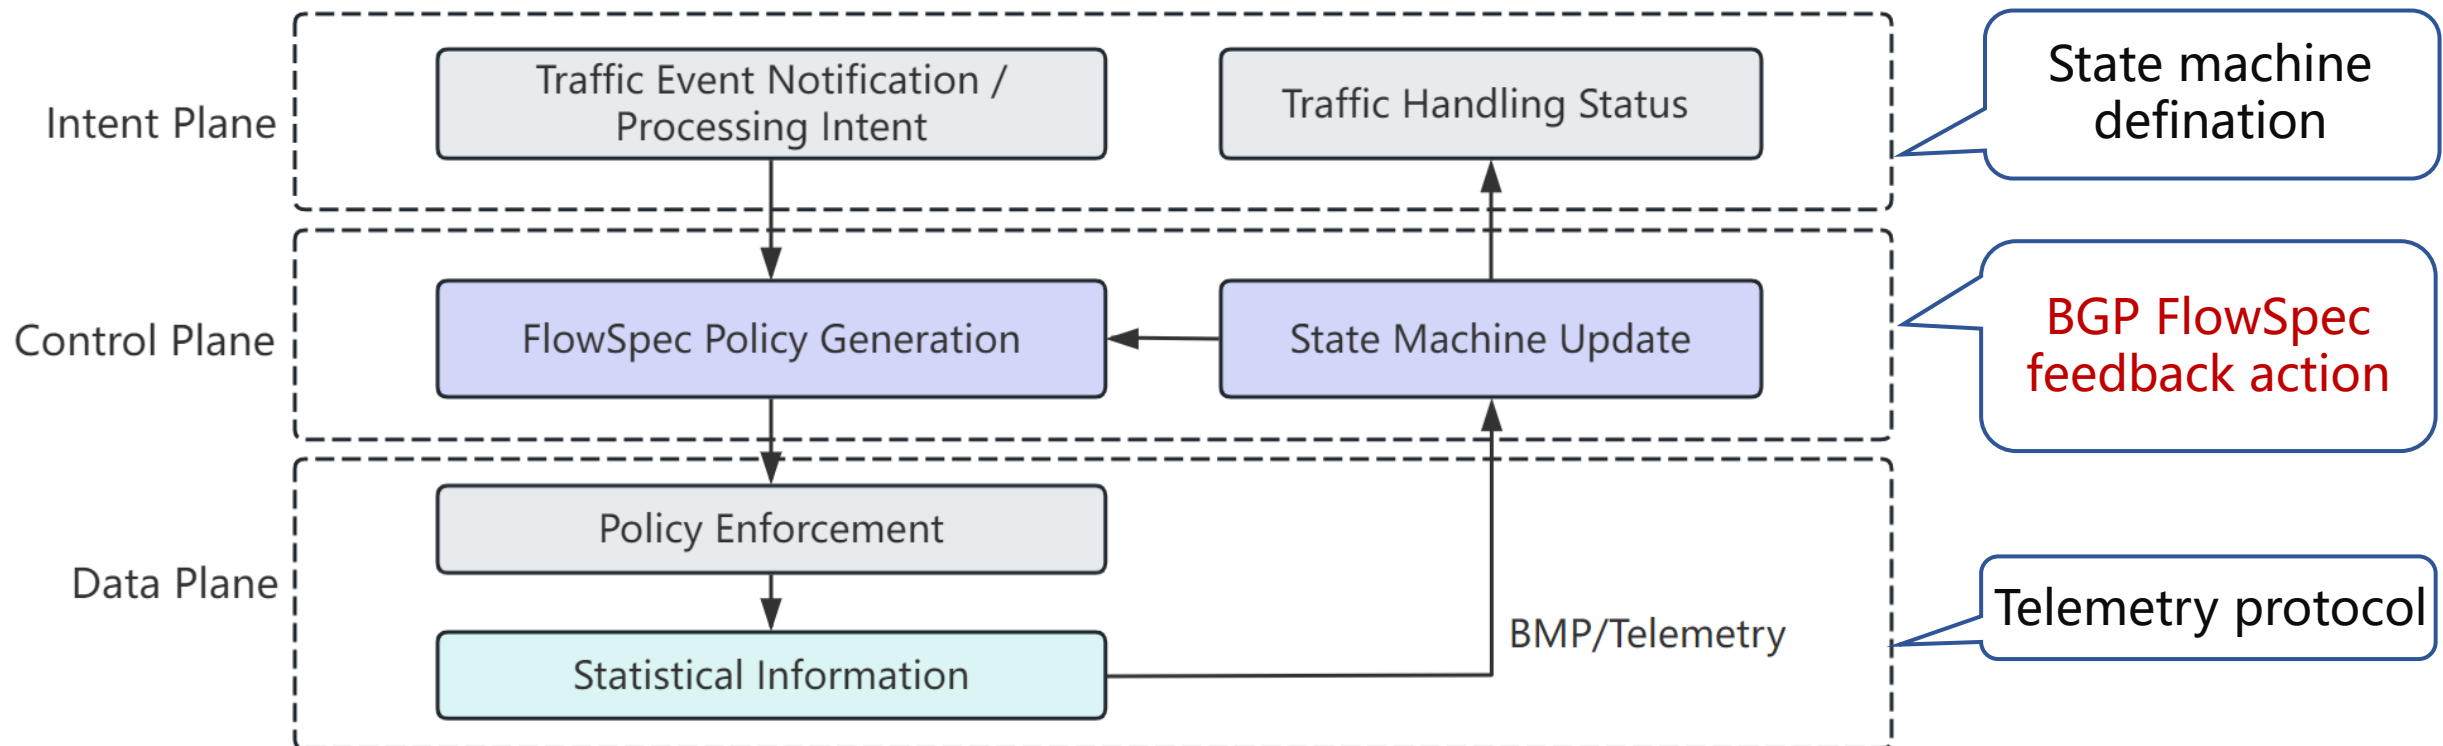 Intent Plane
Traffic Event Notification /
Processing Intent
Traffic Handling Status
State machine
defination
Control Plane
FlowSpec Policy Generation
State Machine Update
BGP FlowSpec
feedback action
Data Plane
Policy Enforcement
Statistical Information
BMP/Telemetry
Telemetry protocol